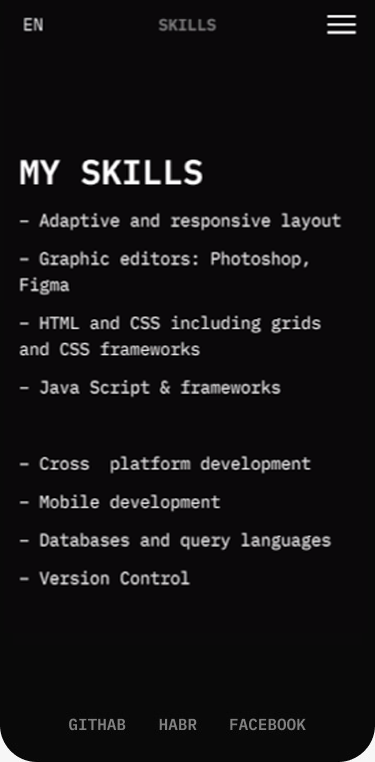 EN
SKILLS
MY SKILLS
– Adaptive and responsive layout
– Graphic editors: Photoshop,
Figma
– HTML and CSS including grids
and CSS frameworks
– Java Script & frameworks
– Cross  platform development
– Mobile development
– Databases and query languages
– Version Control
GITHAB HABR FACEBOOK